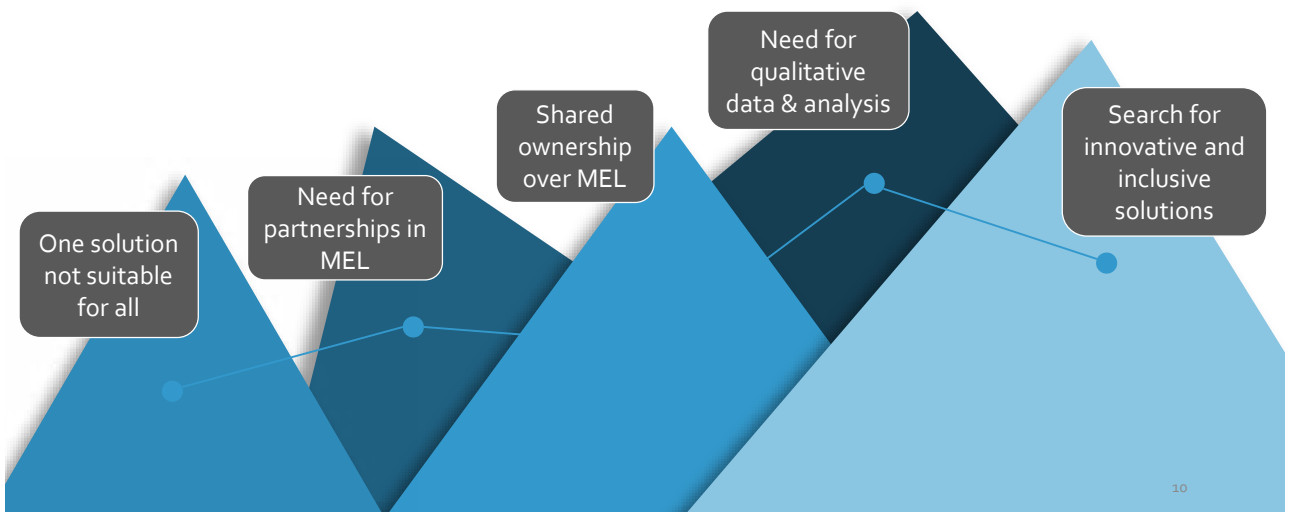 One solution
not suitable
for all
Need for
partnerships in
MEL
Shared
ownership
over MEL
Need for
qualitative
data & analysis
Search for
innovative and
inclusive
solutions
10